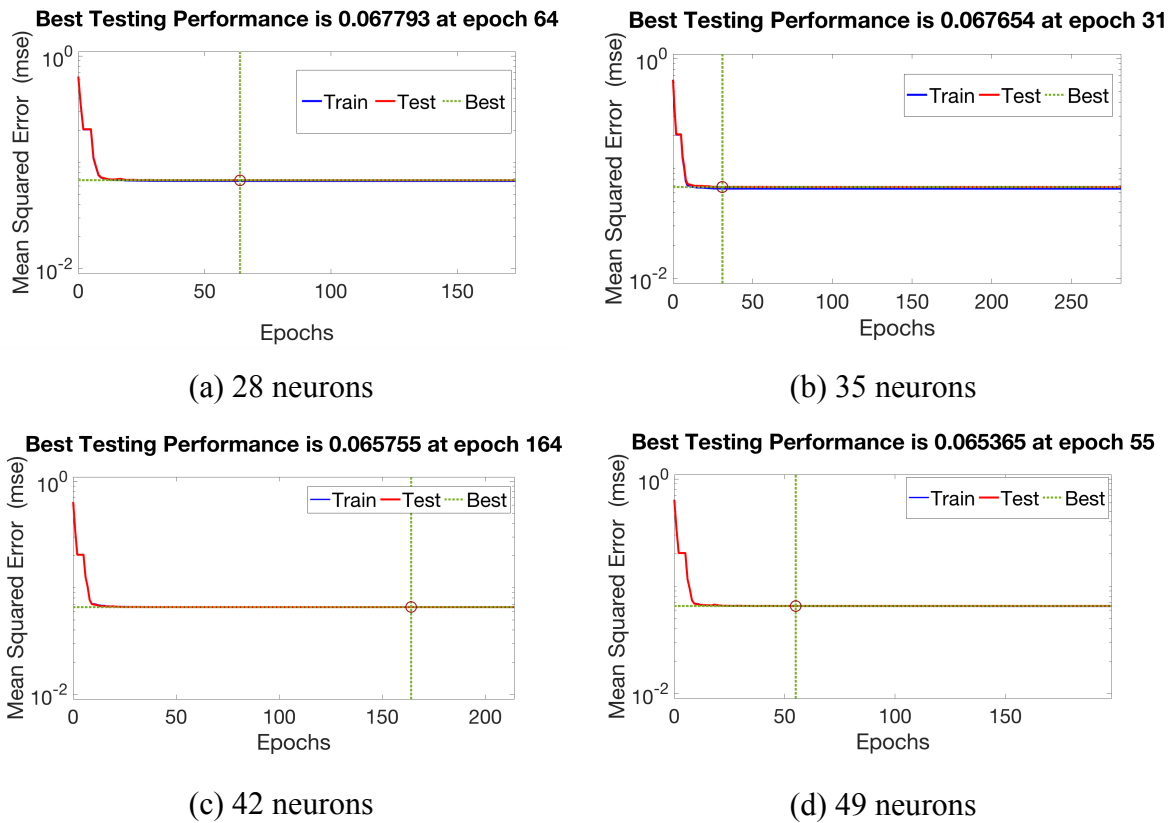 Best Testing Performance is 0.067793 at epoch 64
Mean Squared Error (mse)
10^0
10^-2
Train Test Best
0 50 100 150
Epochs
(a) 28 neurons
Best Testing Performance is 0.067654 at epoch 31
Mean Squared Error (mse)
10^0
10^-2
Train Test Best
0 50 100 150 200 250
Epochs
(b) 35 neurons
Best Testing Performance is 0.065755 at epoch 164
Mean Squared Error (mse)
10^0
10^-2
Train Test Best
0 50 100 150 200
Epochs
(c) 42 neurons
Best Testing Performance is 0.065365 at epoch 55
Mean Squared Error (mse)
10^0
10^-2
Train Test Best
0 50 100 150
Epochs
(d) 49 neurons